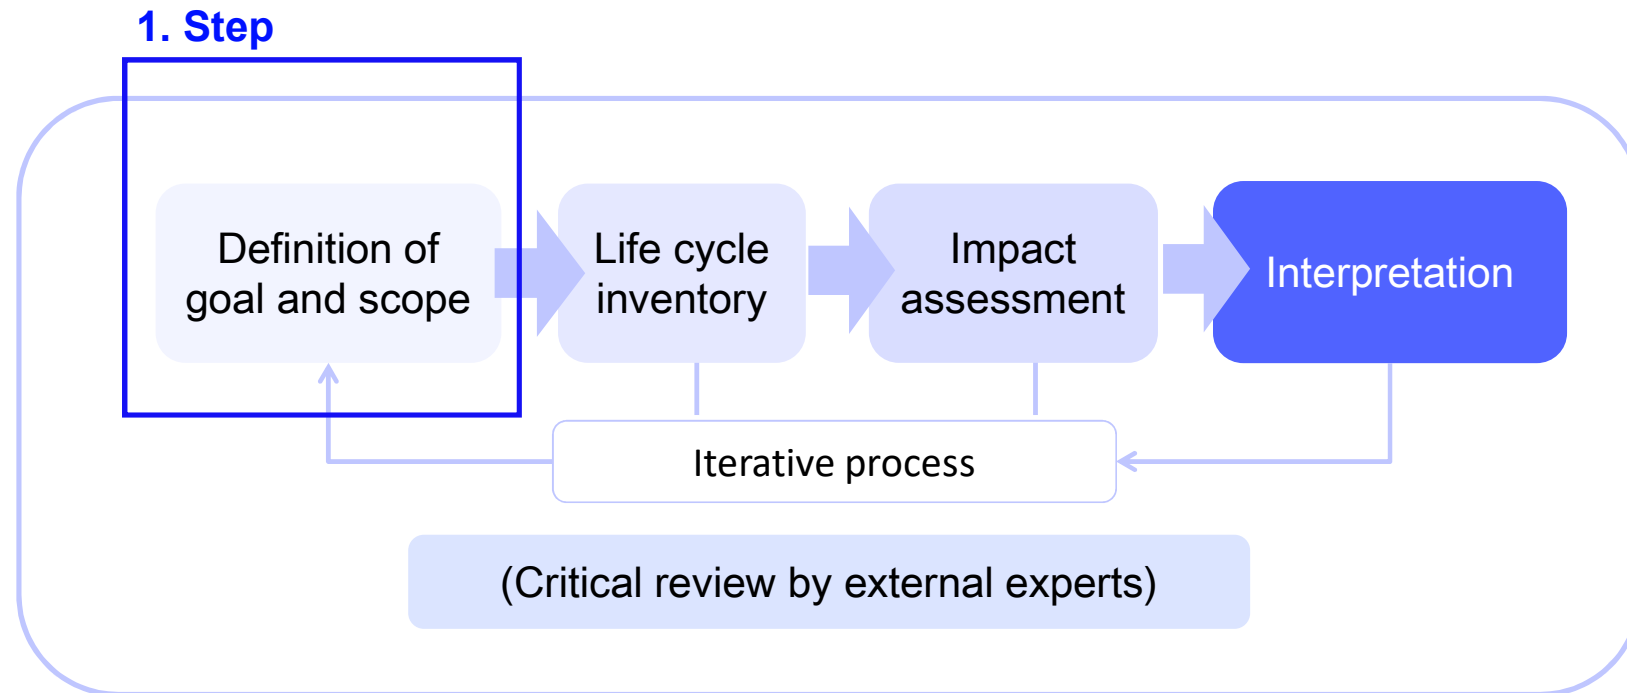 1. Step
Definition of
goal and scope
Life cycle
inventory
Impact
assessment
Interpretation
Iterative process
(Critical review by external experts)